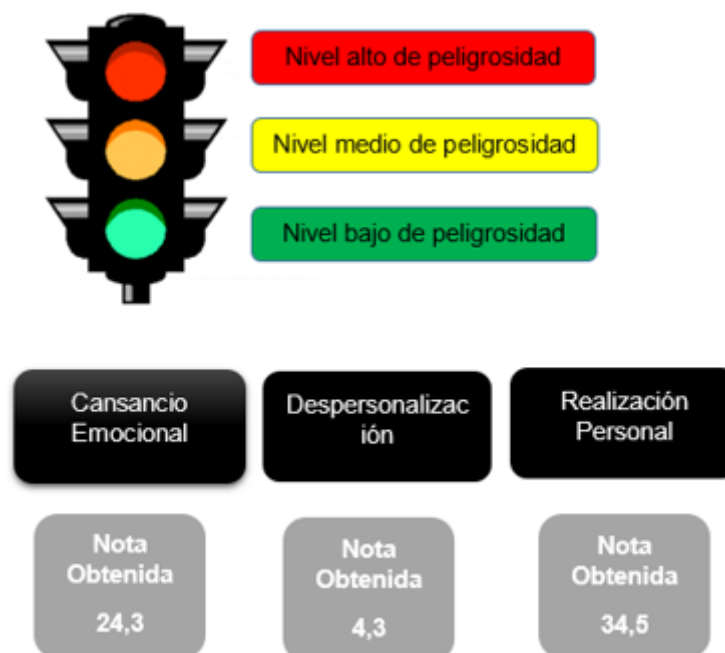 Nivel alto de peligrosidad
Nivel medio de peligrosidad
Nivel bajo de peligrosidad
Cansancio
Emocional
Despersonalizac
ión
Realización
Personal
Nota
Obtenida
24,3
Nota
Obtenida
4,3
Nota
Obtenida
34,5